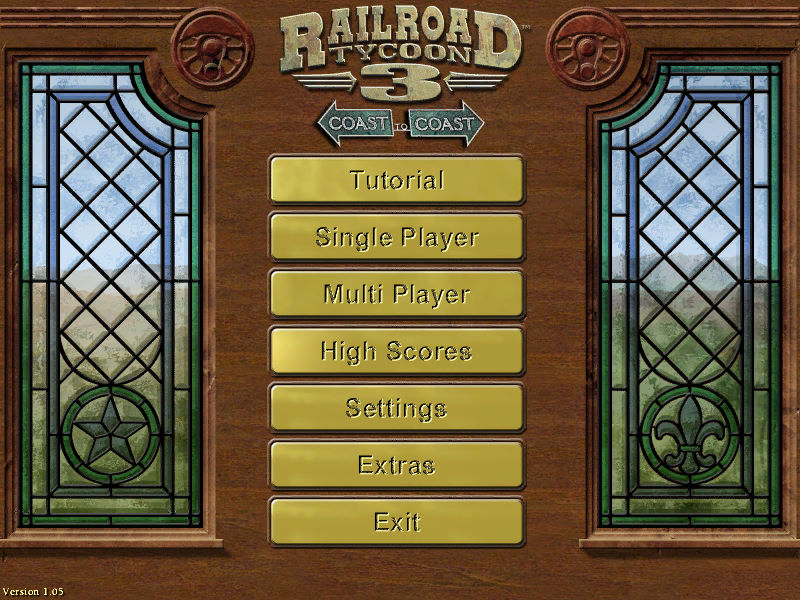 RAILROAD
TYCOON
3
COAST TO COAST
Tutorial
Single Player
Multi Player
High Scores
Settings
Extras
Exit
Version 1.05